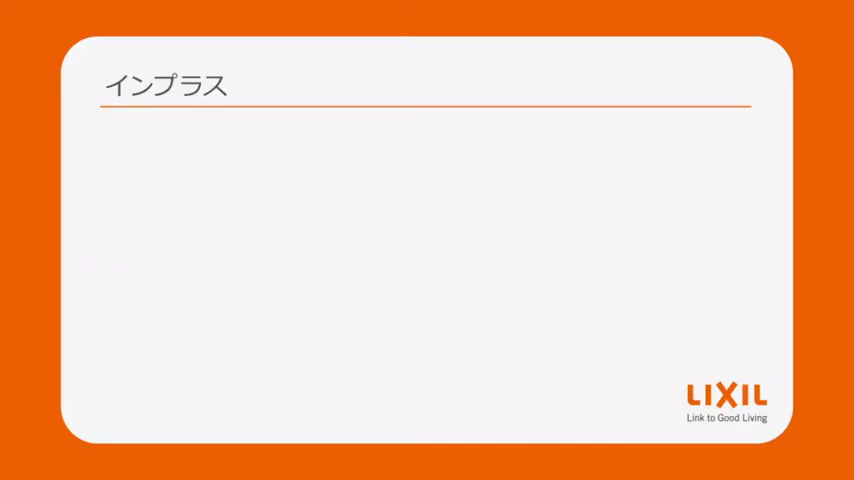 インプラス
LIXIL
Link to Good Living